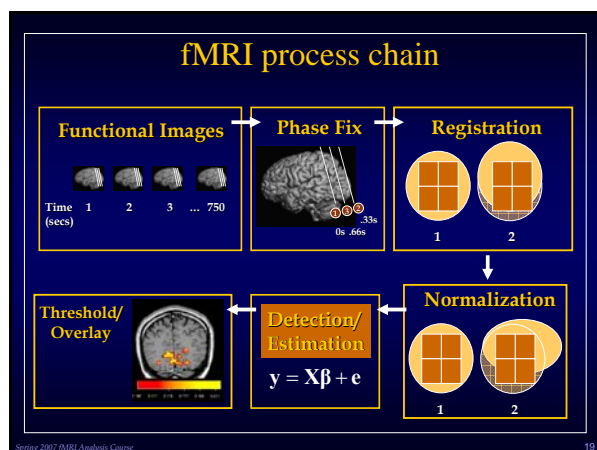 fMRI process chain
Functional Images
Time 1 2 3 ... 750
(secs)
Phase Fix
1 3 2
.33s
0s .66s
Registration
1 2
Normalization
1 2
Detection/
Estimation
y = Xβ + e
Threshold/
Overlay
Spring 2007 fMRI Analysis Course
19